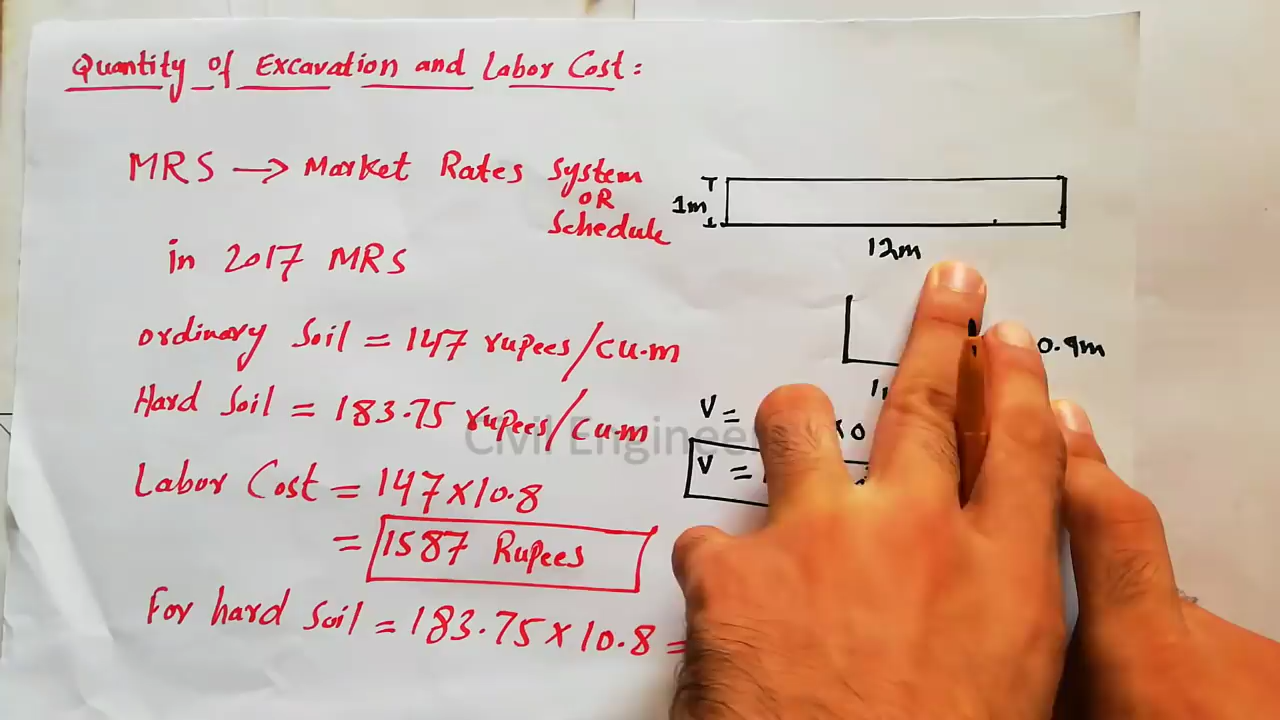 Quantity of Excavation and Labor Cost:
MRS → Market Rates System
OR
Schedule
in 2017 MRS
ordinary Soil = 147 rupees/cu.m
Hard Soil = 183.75 rupees/cu.m
Labor Cost = 147×10.8
= 1587 Rupees
For hard Soil = 183.75×10.8 =
1m
12m
0.9m
V =
V =
Civil Engineer